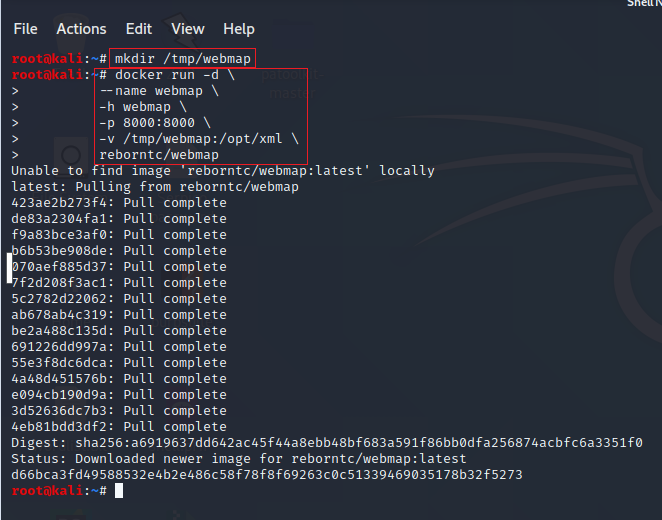 Shell N
File Actions Edit View Help
root@kali:~# mkdir /tmp/webmap
root@kali:~# docker run -d \
> --name webmap \
> -h webmap \
> -p 8000:8000 \
> -v /tmp/webmap:/opt/xml \
> reborntc/webmap
Unable to find image 'reborntc/webmap:latest' locally
latest: Pulling from reborntc/webmap
423ae2b273f4: Pull complete
de83a2304fa1: Pull complete
f9a83bce3af0: Pull complete
b6b53be908de: Pull complete
070aef885d37: Pull complete
7f2d208f3ac1: Pull complete
5c2782d22062: Pull complete
ab678ab4c319: Pull complete
be2a488c135d: Pull complete
691226dd997a: Pull complete
55e3f8dc6dca: Pull complete
4a48d451576b: Pull complete
e094cb190d9a: Pull complete
3d52636dc7b3: Pull complete
4eb81bdd3df2: Pull complete
Digest: sha256:a6919637dd642ac45f44a8ebb48bf683a591f86bb0dfa256874acbfc6a3351f0
Status: Downloaded newer image for reborntc/webmap:latest
d66bca3fd49588532e4b2e486c58f78f8f69263c0c51339469035178b32f5273
root@kali:~#